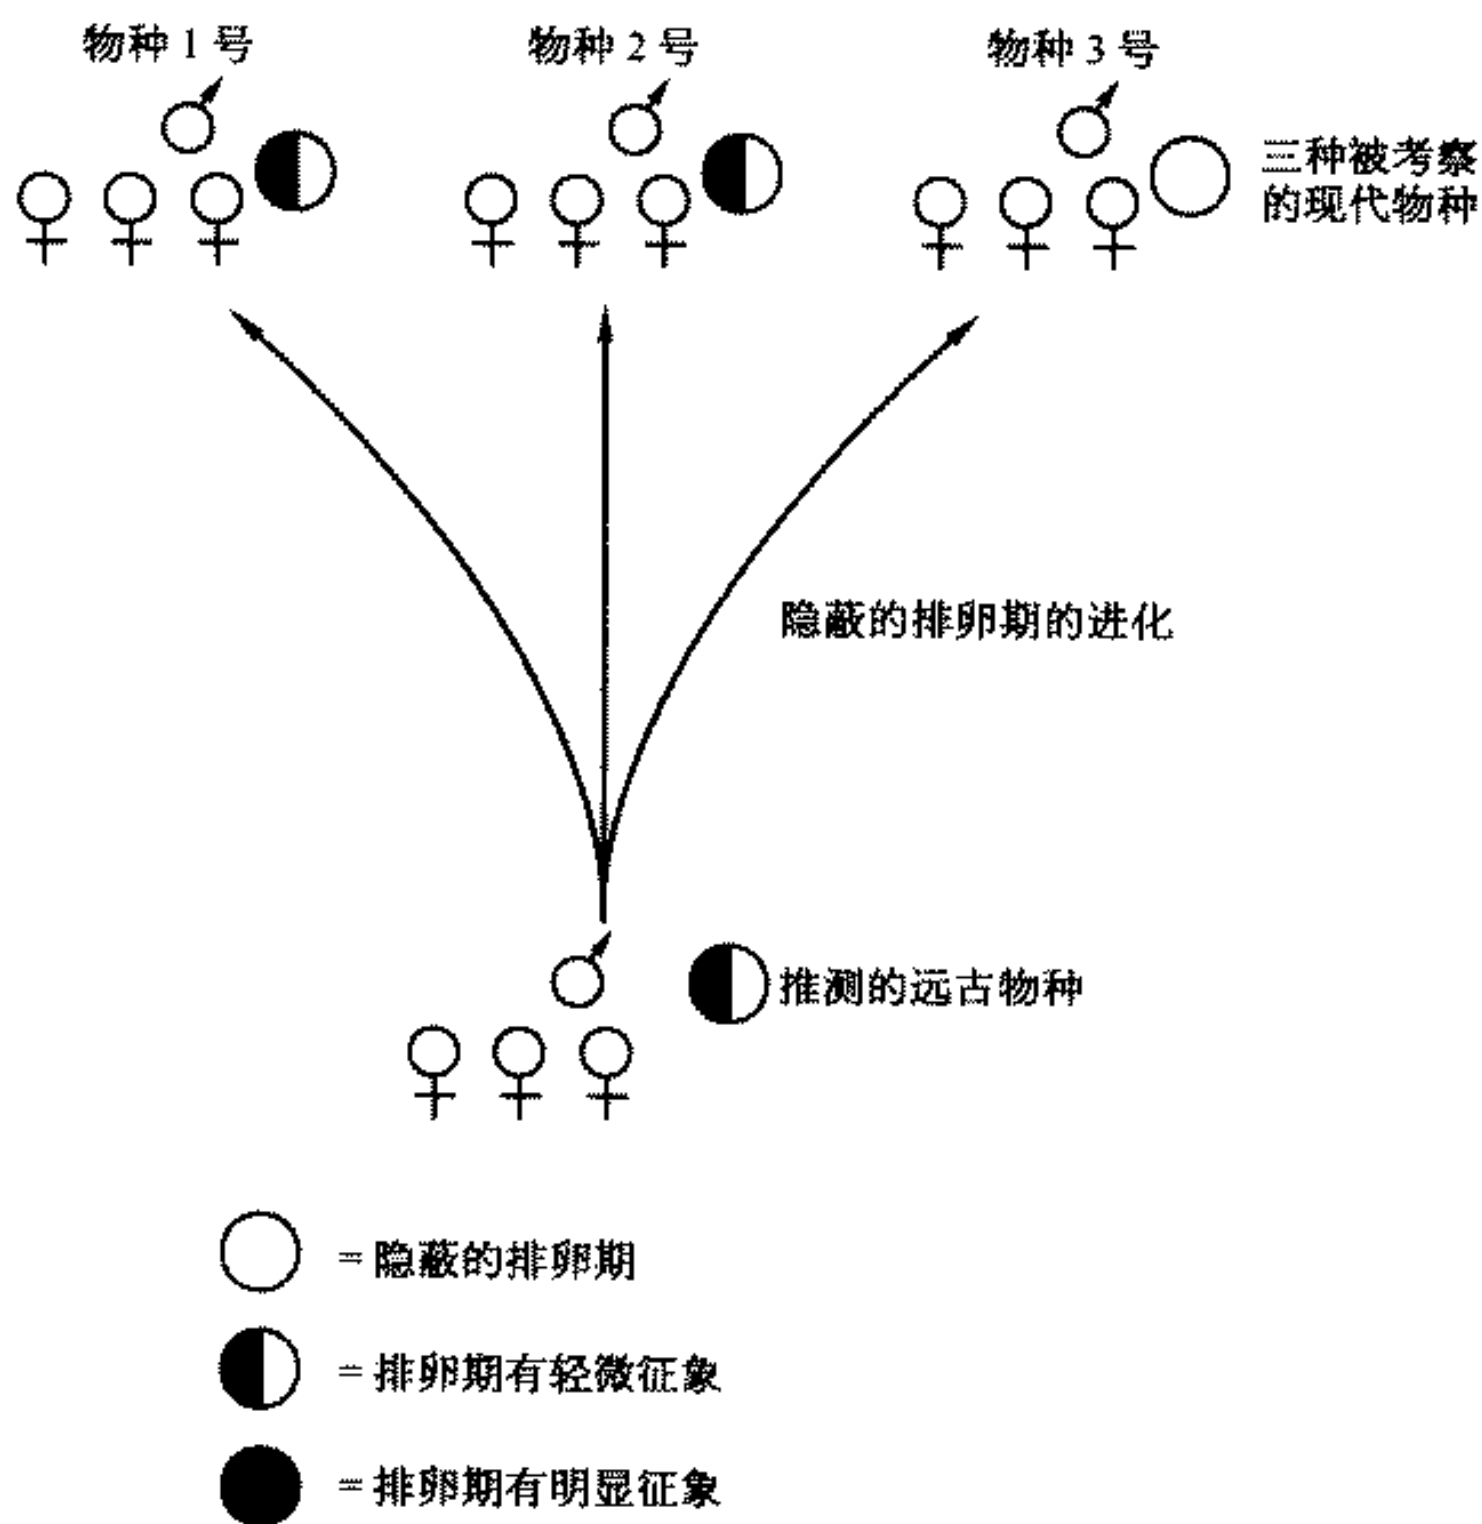 物种 1 号
物种 2 号
物种 3 号
三种被考察
的现代物种
隐蔽的排卵期的进化
推测的远古物种
= 隐蔽的排卵期
= 排卵期有轻微征象
= 排卵期有明显征象